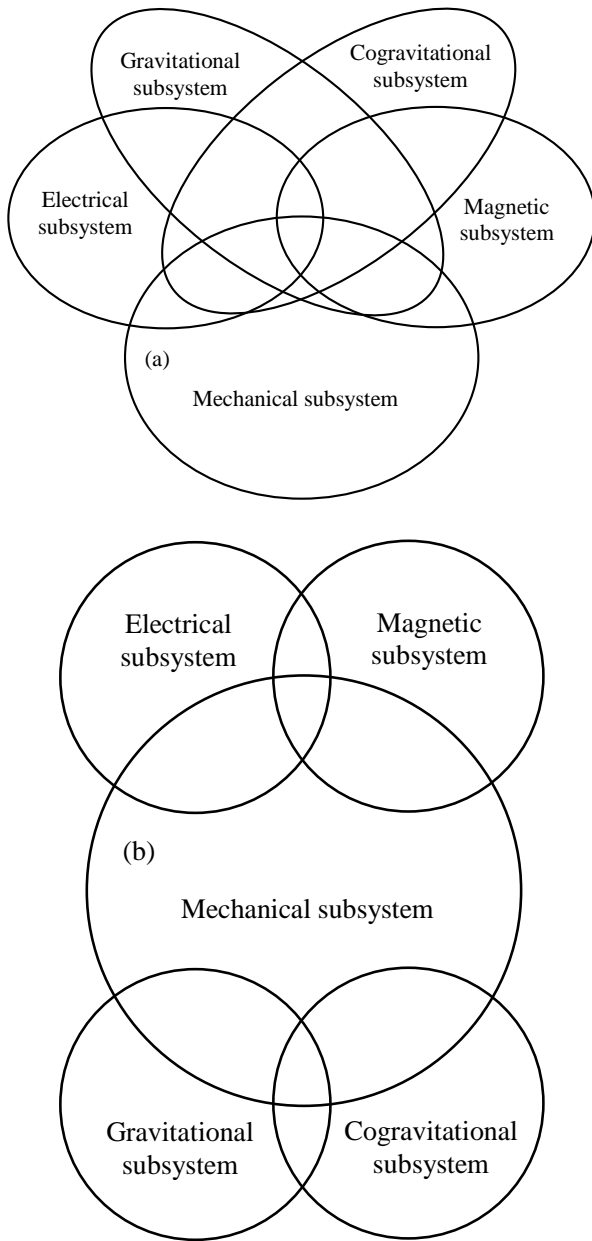 Gravitational
subsystem
Cogravitational
subsystem
Electrical
subsystem
Magnetic
subsystem
(a)
Mechanical subsystem
Electrical
subsystem
Magnetic
subsystem
(b)
Mechanical subsystem
Gravitational
subsystem
Cogravitational
subsystem